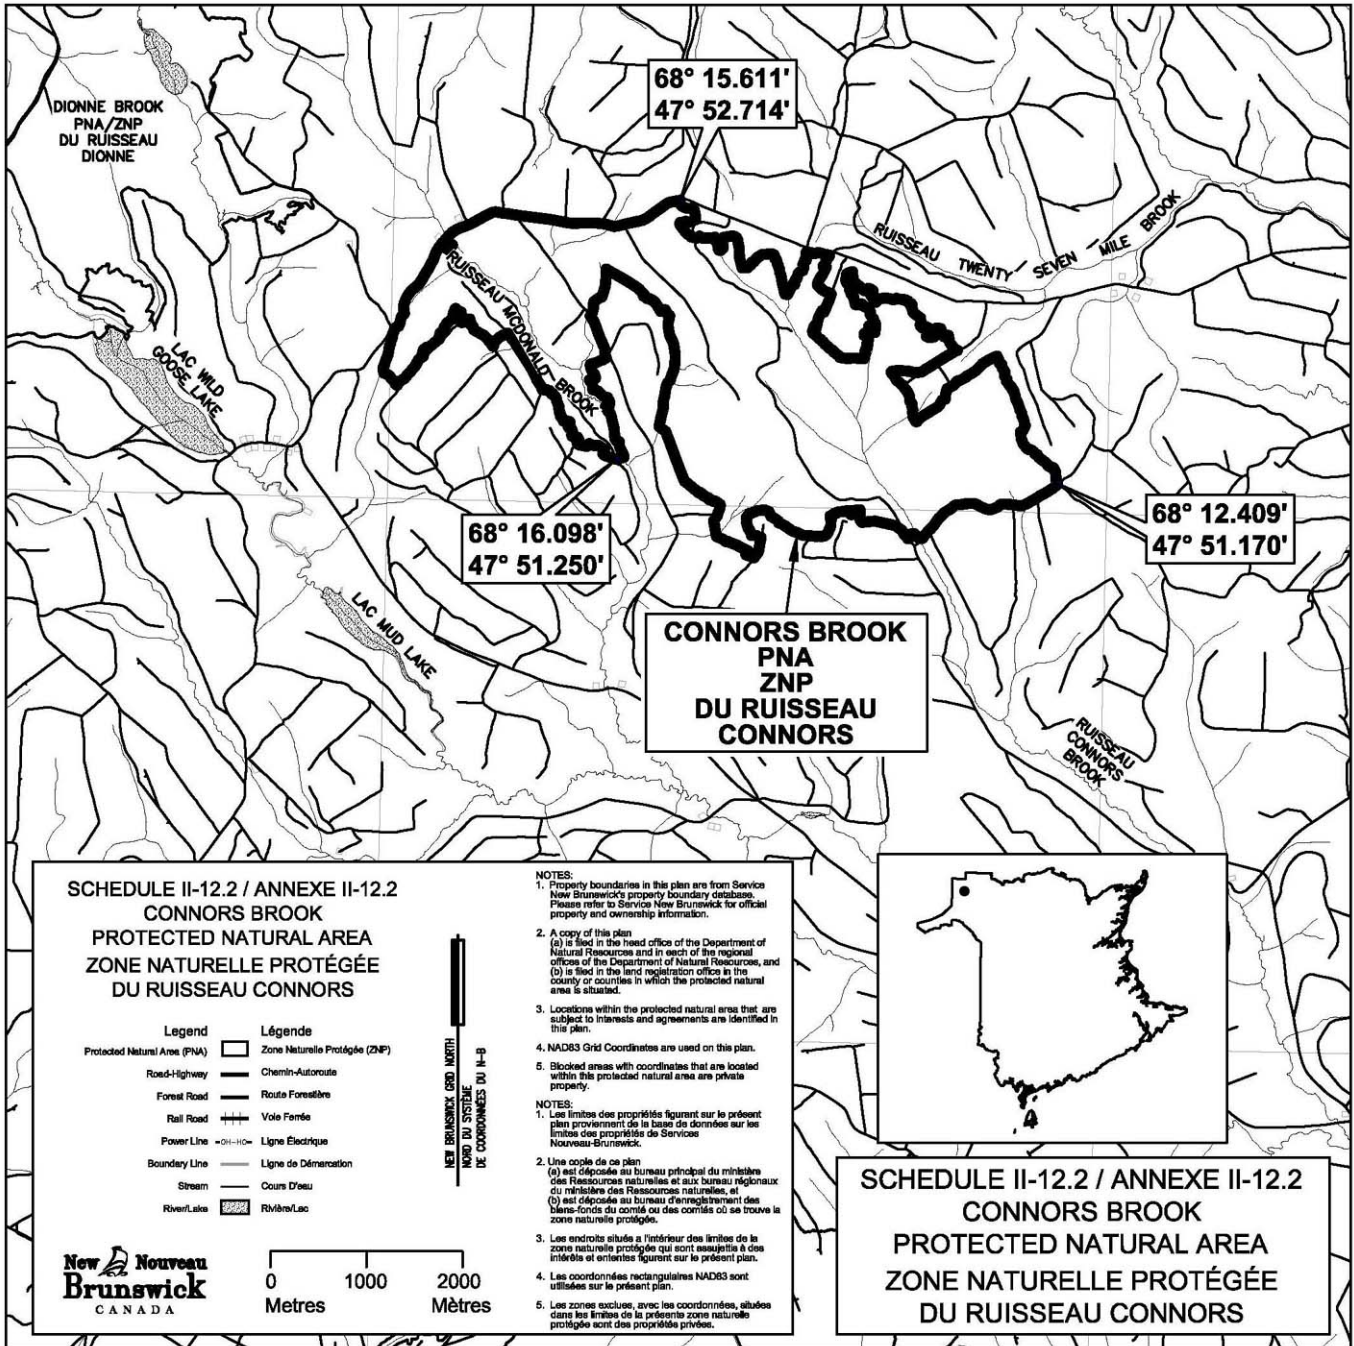 68° 15.611'
47° 52.714'
DIONNE BROOK
PNA/ZNP
DU RUISSEAU
DIONNE
RUISSEAU TWENTY SEVEN MILE BROOK
RUISSEAU MCDONALD BROOK
LAC WILD
GOOSE LAKE
68° 16.098'
47° 51.250'
68° 12.409'
47° 51.170'
LAC MUD LAKE
CONNORS BROOK
PNA
ZNP
DU RUISSEAU
CONNORS
RUISSEAU
CONNORS
BROOK
SCHEDULE II-12.2 / ANNEXE II-12.2
CONNORS BROOK
PROTECTED NATURAL AREA
ZONE NATURELLE PROTÉGÉE
DU RUISSEAU CONNORS
Legend Légende
Protected Natural Area (PNA) Zone Naturelle Protégée (ZNP)
Road-Highway Chemin-Autoroute
Forest Road Route Forestière
Rail Road Voie Ferrée
Power Line OH-HO Ligne Électrique
Boundary Line Ligne de Démarcation
Stream Cours D'eau
River/Lake Rivière/Lac
NEW BRUNSWICK GRID NORTH
NORD DU SYSTÈME
DE COORDONNÉES DU N-B
New Nouveau
Brunswick
CANADA
0 1000 2000
Metres Mètres
NOTES:
1. Property boundaries in this plan are from Service
New Brunswick's property boundary database.
Please refer to Service New Brunswick for official
property and ownership information.
2. A copy of this plan
(a) is filed in the head office of the Department of
Natural Resources and in each of the regional
offices of the Department of Natural Resources, and
(b) is filed in the land registration office in the
county or counties in which the protected natural
area is situated.
3. Locations within the protected natural area that are
subject to interests and agreements are identified in
this plan.
4. NAD83 Grid Coordinates are used on this plan.
5. Blocked areas with coordinates that are located
within this protected natural area are private
property.
NOTES:
1. Les limites des propriétés figurant sur le présent
plan proviennent de la base de données sur les
limites des propriétés de Services
Nouveau-Brunswick.
2. Une copie de ce plan
(a) est déposée au bureau principal du ministère
des Ressources naturelles et aux bureau régionaux
du ministère des Ressources naturelles, et
(b) est déposée au bureau d'enregistrement des
biens-fonds du comté ou des comtés où se trouve la
zone naturelle protégée.
3. Les endroits situés a l'intérieur des limites de la
zone naturelle protégée qui sont assujettis à des
intérêts et ententes figurent sur le présent plan.
4. Les coordonnées rectangulaires NAD83 sont
utilisées sur le présent plan.
5. Les zones exclues, avec les coordonnées, situées
dans les limites de la présente zone naturelle
protégée sont des propriétés privées.
SCHEDULE II-12.2 / ANNEXE II-12.2
CONNORS BROOK
PROTECTED NATURAL AREA
ZONE NATURELLE PROTÉGÉE
DU RUISSEAU CONNORS